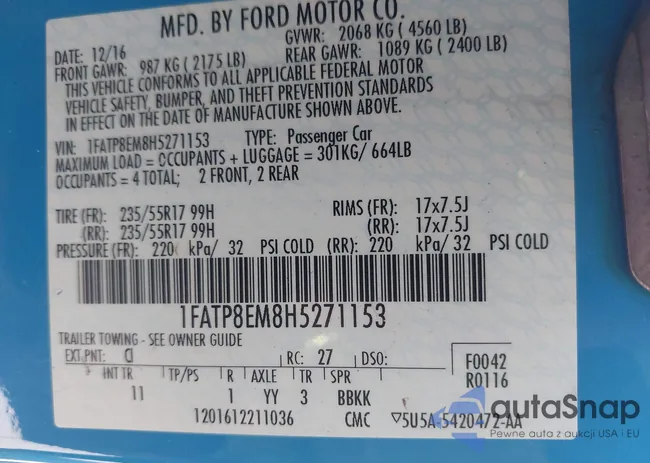 MFD. BY FORD MOTOR CO.
DATE: 12/16 GVWR: 2068 KG (4560 LB)
FRONT GAWR: 987 KG (2175 LB) REAR GAWR: 1089 KG (2400 LB)
THIS VEHICLE CONFORMS TO ALL APPLICABLE FEDERAL MOTOR
VEHICLE SAFETY, BUMPER, AND THEFT PREVENTION STANDARDS
IN EFFECT ON THE DATE OF MANUFACTURE SHOWN ABOVE.
VIN: 1FATP8EM8H5271153 TYPE: Passenger Car
MAXIMUM LOAD = OCCUPANTS + LUGGAGE = 301KG/ 664LB
OCCUPANTS = 4 TOTAL; 2 FRONT, 2 REAR
TIRE (FR): 235/55R17 99H RIMS (FR): 17x7.5J
(RR): 235/55R17 99H (RR): 17x7.5J
PRESSURE (FR): 220 kPa/ 32 PSI COLD (RR): 220 kPa/ 32 PSI COLD
1FATP8EM8H5271153
TRAILER TOWING - SEE OWNER GUIDE
EXT PNT: CI RC: 27 DSO: F0042
INT TR TP/PS R AXLE TR SPR R0116
11 1 YY 3 BBKK
1201612211036 CMC ▽5U5A-5420472-AA
autoSnap
Pewne auta z aukcji USA i EU